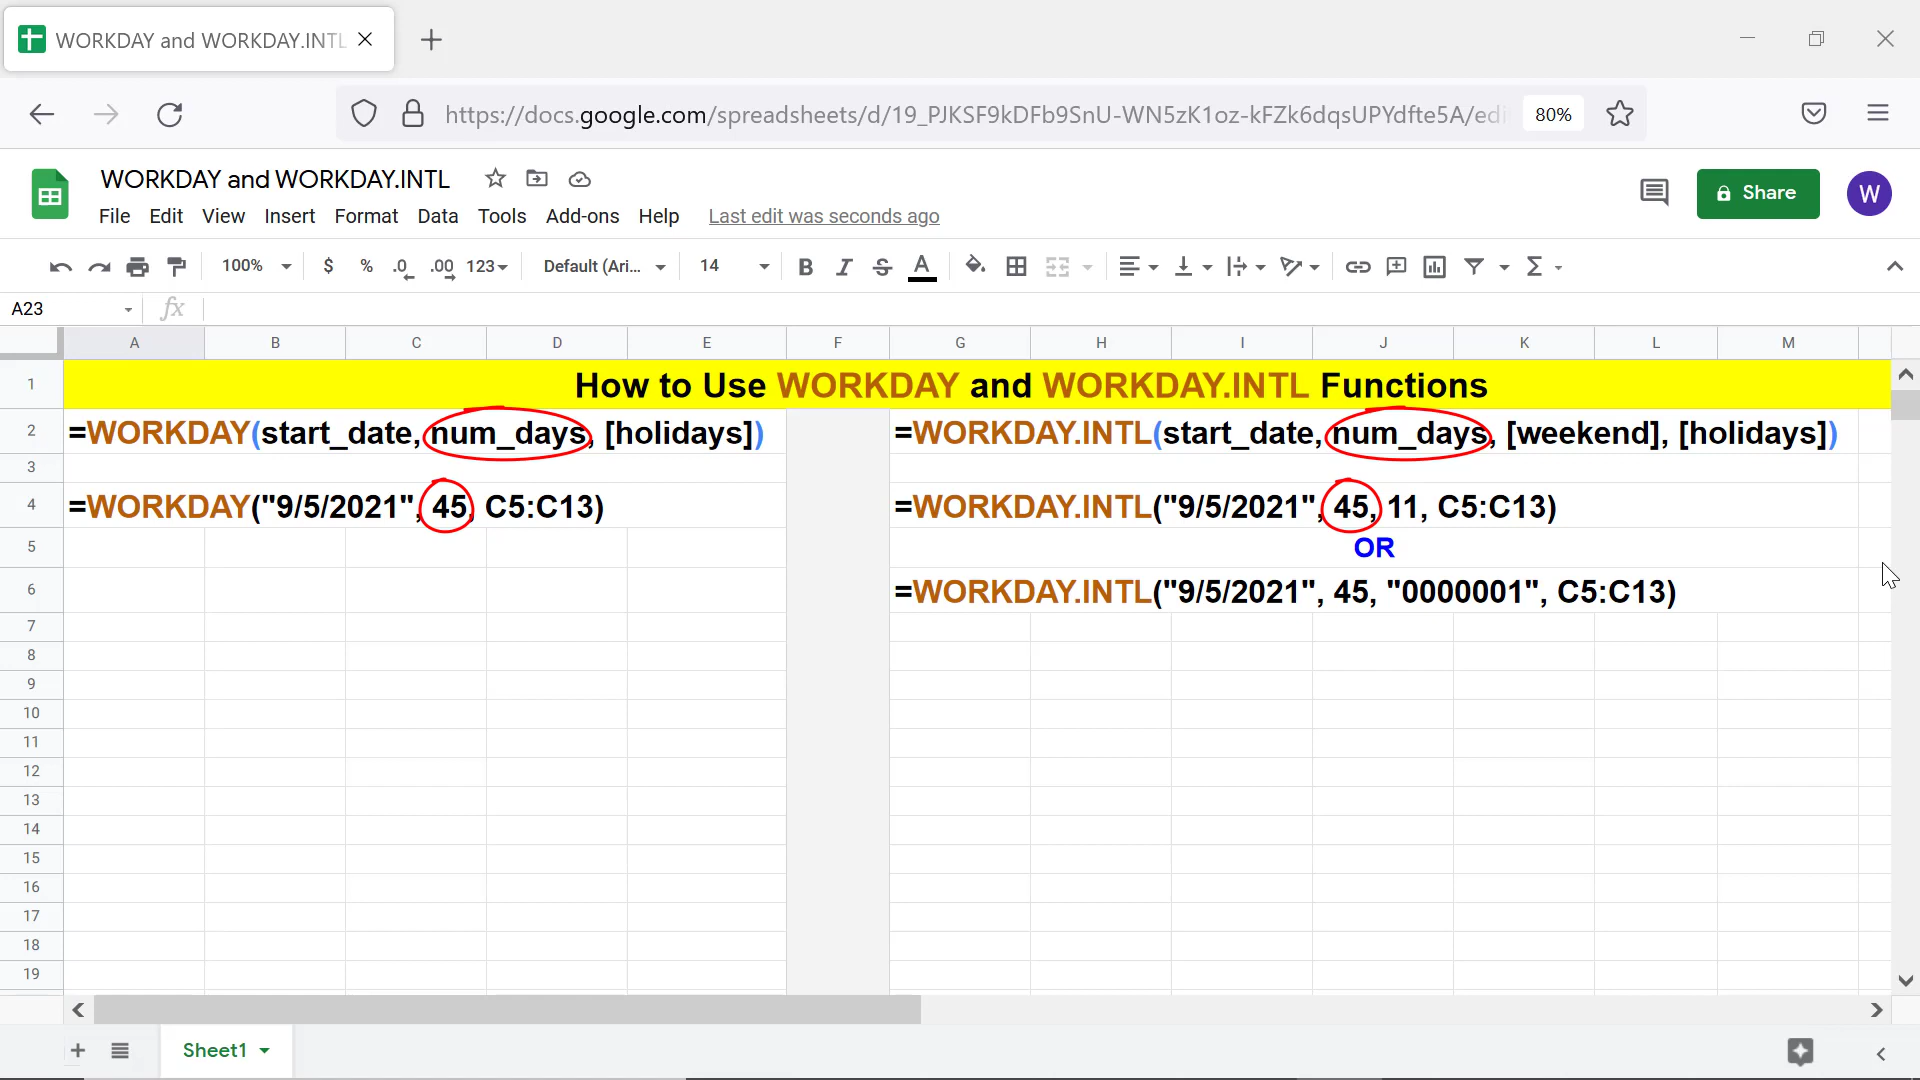 WORKDAY and WORKDAY.INTL
https://docs.google.com/spreadsheets/d/19_PJKSF9kDFb9SnU-WN5zK1oz-kFZk6dqsUPYdfte5A/edi 80%
WORKDAY and WORKDAY.INTL
Share W
File Edit View Insert Format Data Tools Add-ons Help Last edit was seconds ago
100% $ % .0 .00 123 Default (Ari... 14 B I S A
A23 fx
A B C D E F G H I J K L M
1 How to Use WORKDAY and WORKDAY.INTL Functions
2 =WORKDAY(start_date, num_days, [holidays]) =WORKDAY.INTL(start_date, num_days, [weekend], [holidays])
3
4 =WORKDAY("9/5/2021", 45, C5:C13) =WORKDAY.INTL("9/5/2021", 45, 11, C5:C13)
5 OR
6 =WORKDAY.INTL("9/5/2021", 45, "0000001", C5:C13)
7
8
9
10
11
12
13
14
15
16
17
18
19
Sheet1